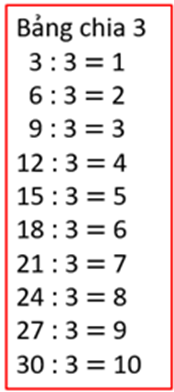 Bảng chia 3
3 : 3 = 1
6 : 3 = 2
9 : 3 = 3
12 : 3 = 4
15 : 3 = 5
18 : 3 = 6
21 : 3 = 7
24 : 3 = 8
27 : 3 = 9
30 : 3 = 10